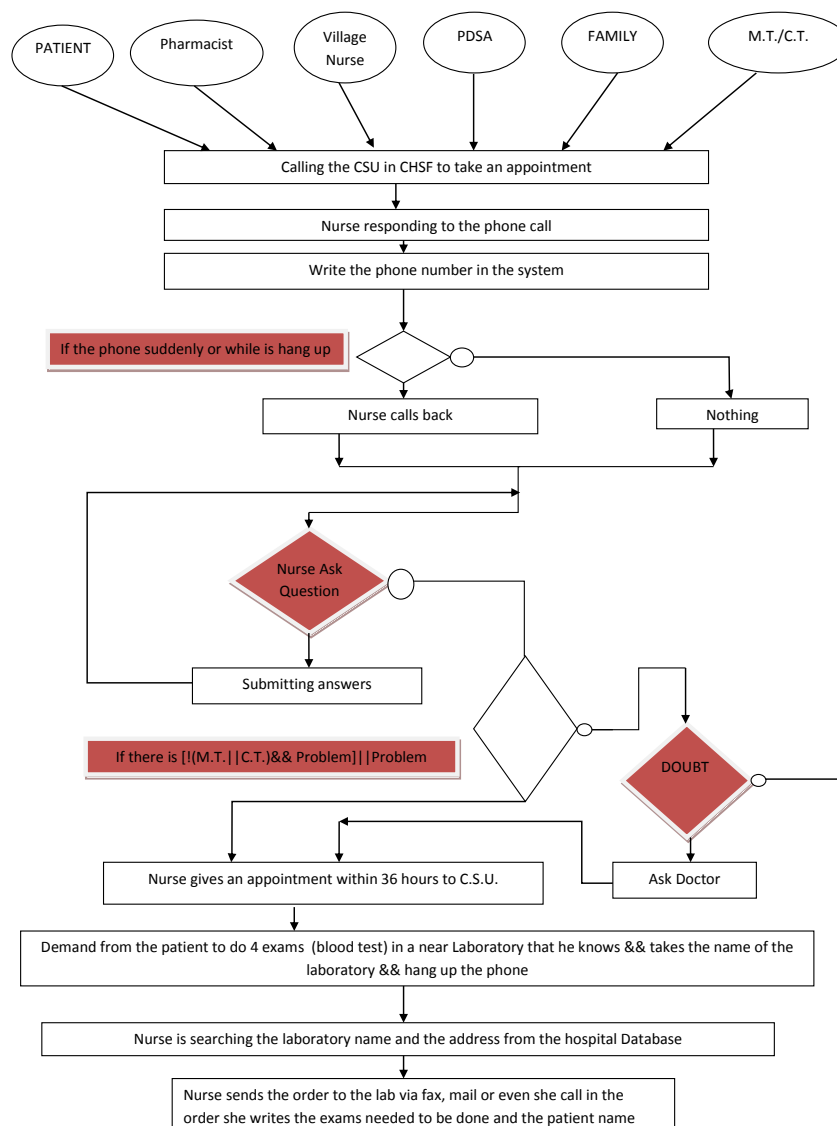 PATIENT
Pharmacist
Village
Nurse
PDSA
FAMILY
M.T./C.T.
Calling the CSU in CHSF to take an appointment
Nurse responding to the phone call
Write the phone number in the system
If the phone suddenly or while is hang up
Nurse calls back
Nothing
Nurse Ask
Question
Submitting answers
If there is [!(M.T.||C.T.)&& Problem]||Problem
DOUBT
Nurse gives an appointment within 36 hours to C.S.U.
Ask Doctor
Demand from the patient to do 4 exams (blood test) in a near Laboratory that he knows && takes the name of the
laboratory && hang up the phone
Nurse is searching the laboratory name and the address from the hospital Database
Nurse sends the order to the lab via fax, mail or even she call in the
order she writes the exams needed to be done and the patient name